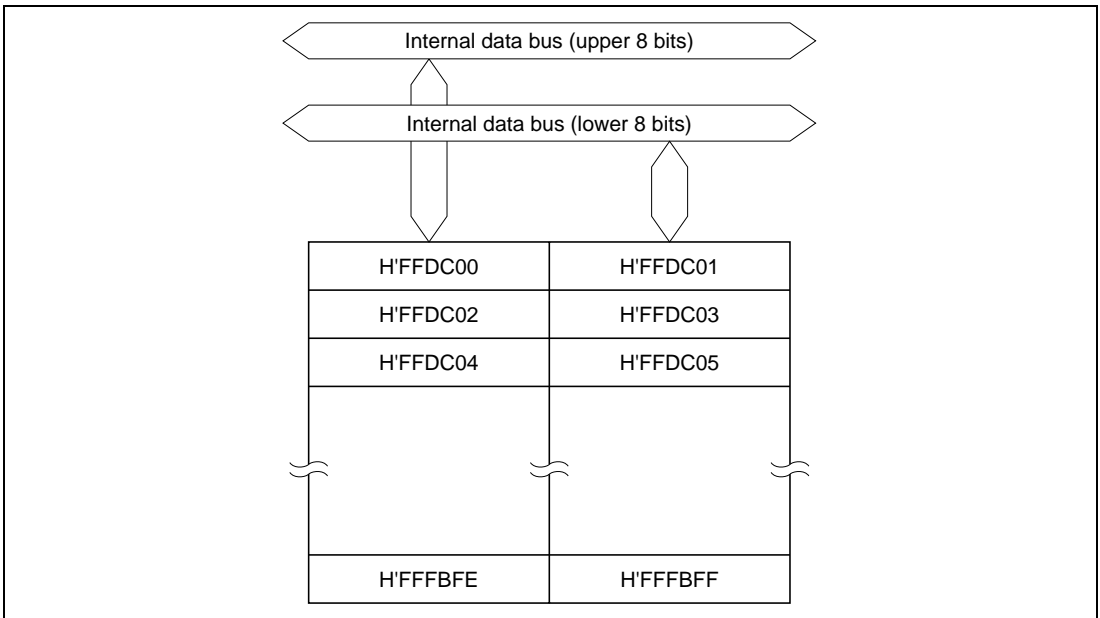 Internal data bus (upper 8 bits)
Internal data bus (lower 8 bits)
H'FFDC00 H'FFDC01
H'FFDC02 H'FFDC03
H'FFDC04 H'FFDC05
H'FFFBFE H'FFFBFF